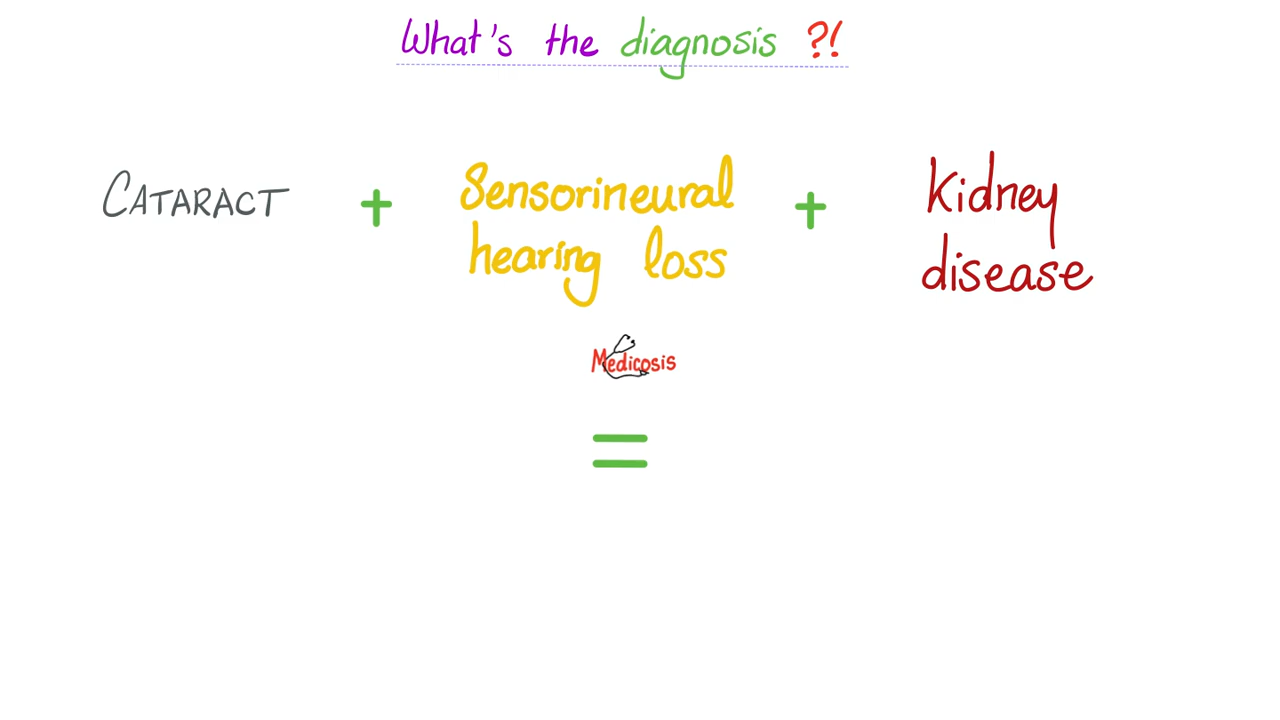 What's the diagnosis ?!
CATARACT + Sensorineural hearing loss + Kidney disease
Medicosis
=